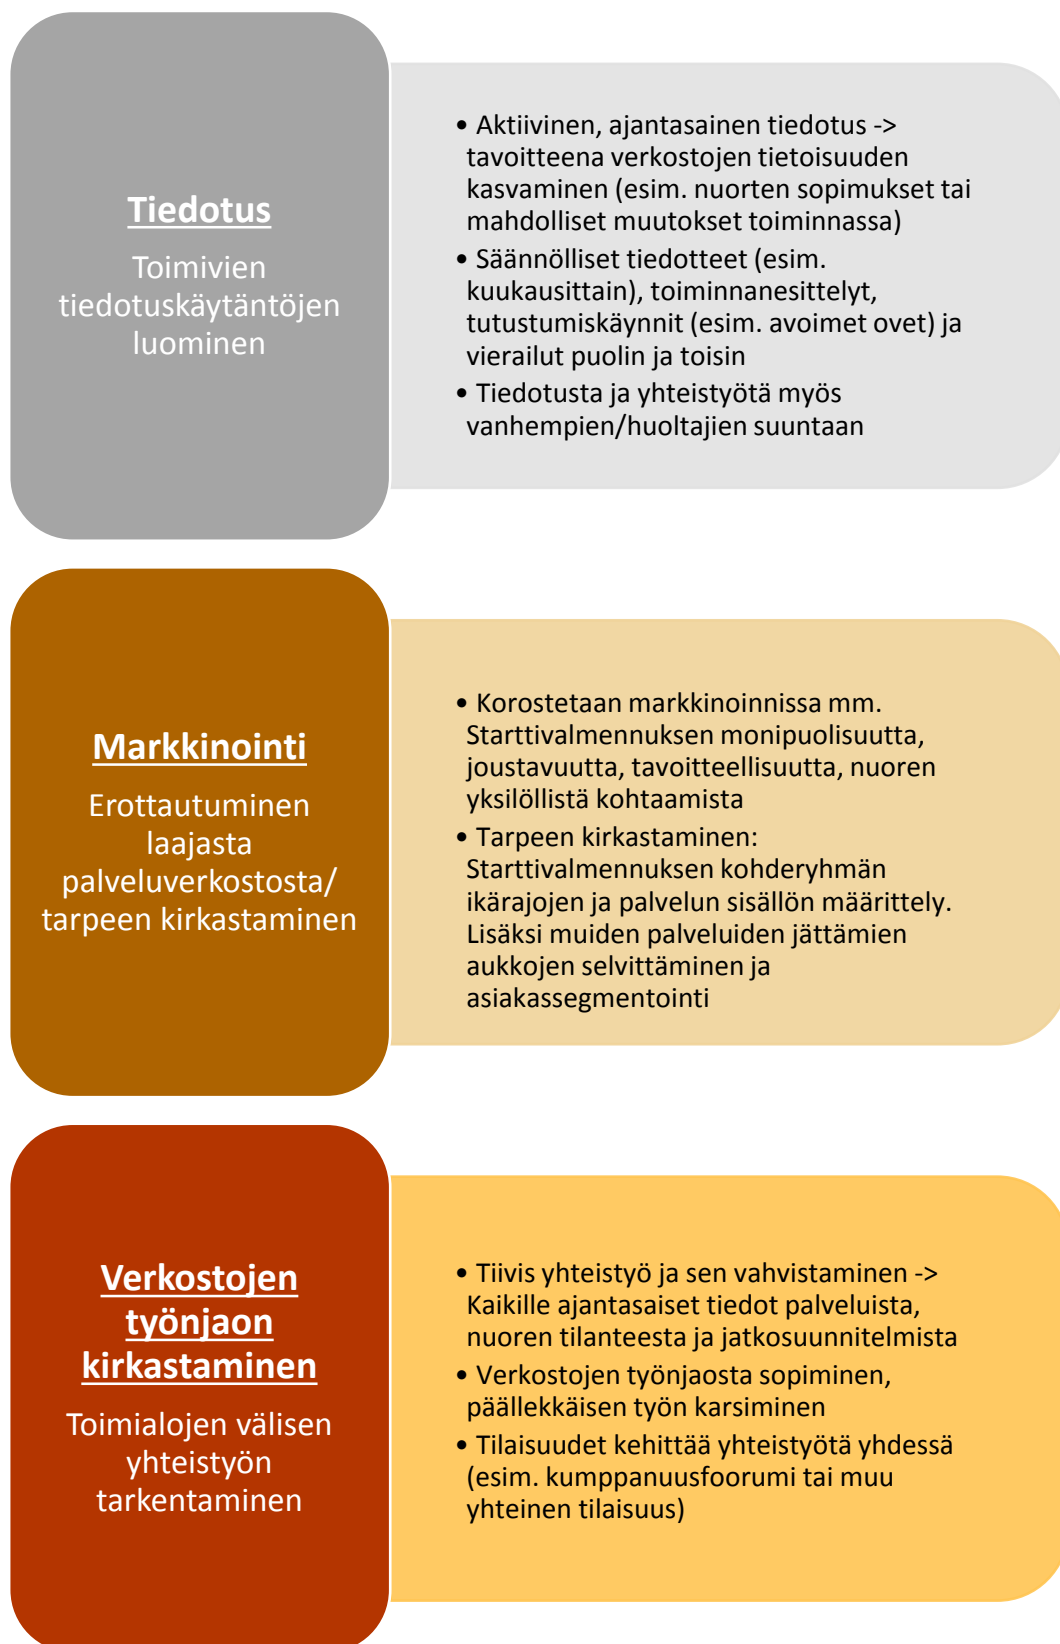 Tiedotus
Toimivien
tiedotuskäytäntöjen
luominen
• Aktiivinen, ajantasainen tiedotus ->
tavoitteena verkostojen tietoisuuden
kasvaminen (esim. nuorten sopimukset tai
mahdolliset muutokset toiminnassa)
• Säännölliset tiedotteet (esim.
kuukausittain), toiminnanesittelyt,
tutustumiskäynnit (esim. avoimet ovet) ja
vierailut puolin ja toisin
• Tiedotusta ja yhteistyötä myös
vanhempien/huoltajien suuntaan
Markkinointi
Erottautuminen
laajasta
palveluverkostosta/
tarpeen kirkastaminen
• Korostetaan markkinoinnissa mm.
Starttivalmennuksen monipuolisuutta,
joustavuutta, tavoitteellisuutta, nuoren
yksilöllistä kohtaamista
• Tarpeen kirkastaminen:
Starttivalmennuksen kohderyhmän
ikärajojen ja palvelun sisällön määrittely.
Lisäksi muiden palveluiden jättämien
aukkojen selvittäminen ja
asiakassegmentointi
Verkostojen
työnjaon
kirkastaminen
Toimialojen välisen
yhteistyön
tarkentaminen
• Tiivis yhteistyö ja sen vahvistaminen ->
Kaikille ajantasaiset tiedot palveluista,
nuoren tilanteesta ja jatkosuunnitelmista
• Verkostojen työnjaosta sopiminen,
päällekkäisen työn karsiminen
• Tilaisuudet kehittää yhteistyötä yhdessä
(esim. kumppanuusfoorumi tai muu
yhteinen tilaisuus)